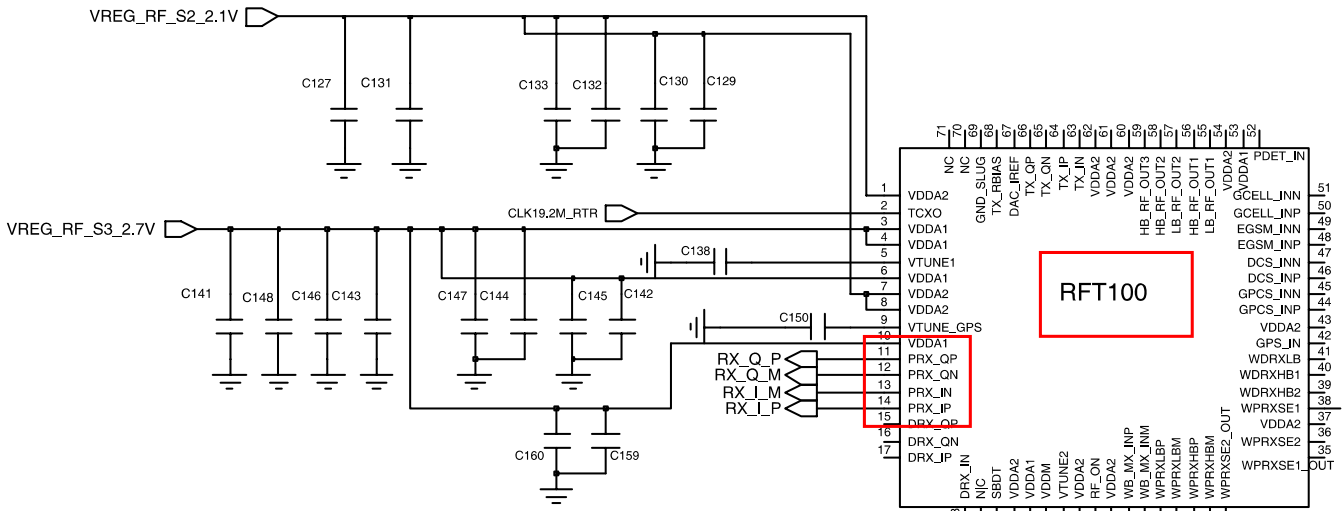 VREG_RF_S2_2.1V
C127
C131
C133
C132
C130
C129
VREG_RF_S3_2.7V
CLK19.2M_RTR
C138
C141
C148
C146
C143
C147
C144
C145
C142
C150
RX_Q_P
RX_Q_M
RX_I_M
RX_I_P
C160
C159
RFT100
71 NC
70 NC
69 GND_SLUG
68 TX_RBIAS
67 DAC_IREF
66 TX_QP
65 TX_QN
64 TX_IP
63 TX_IN
62 VDDA2
61 VDDA2
60 VDDA2
59 HB_RF_OUT3
58 HB_RF_OUT2
57 LB_RF_OUT2
56 HB_RF_OUT1
55 LB_RF_OUT1
54 VDDA2
53 VDDA1
52 PDET_IN
1 VDDA2
2 TCXO
3 VDDA1
4 VDDA1
5 VTUNE1
6 VDDA1
7 VDDA2
8 VDDA2
9 VTUNE_GPS
10 VDDA1
11 PRX_QP
12 PRX_QN
13 PRX_IN
14 PRX_IP
15 DRX_QP
16 DRX_QN
17 DRX_IP
GCELL_INN 51
GCELL_INP 50
EGSM_INN 49
EGSM_INP 48
DCS_INN 47
DCS_INP 46
GPCS_INN 45
GPCS_INP 44
VDDA2 43
GPS_IN 42
WDRXLB 41
WDRXHB1 40
WDRXHB2 39
WPRXSE1 38
VDDA2 37
WPRXSE2 36
WPRXSE1_OUT 35
DRX_IN
N|C
SBDT
VDDA2
VDDA1
VDDM
VTUNE2
VDDA2
RF_ON
VDDA2
WB_MX_INP
WB_MX_INM
WPRXLBP
WPRXLBM
WPRXHBP
WPRXHBM
WPRXSE2_OUT